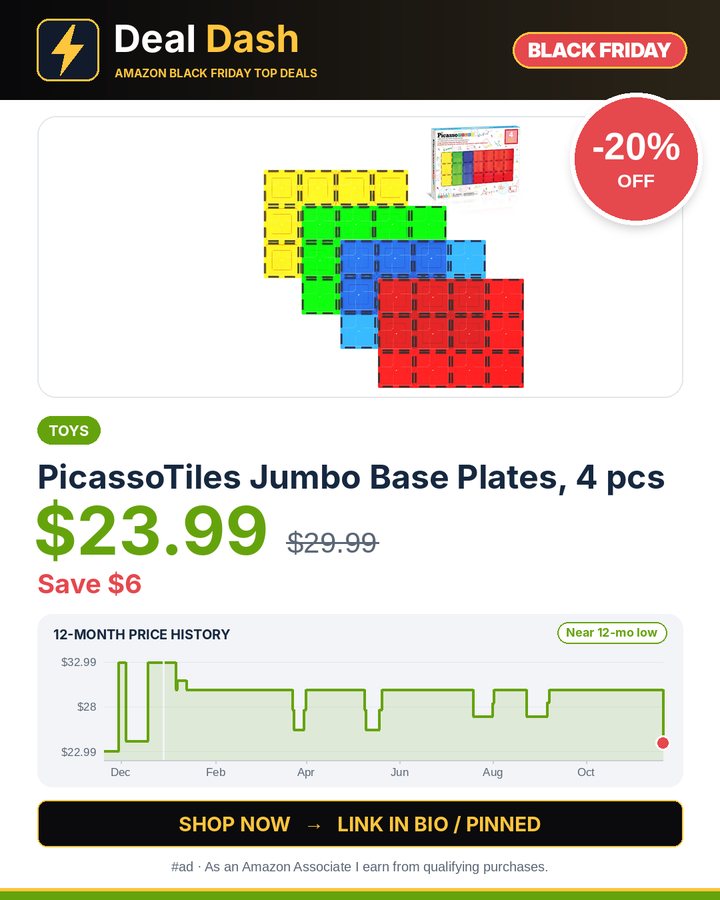 Deal Dash
AMAZON BLACK FRIDAY TOP DEALS
BLACK FRIDAY
-20%
OFF
4
TOYS
PicassoTiles Jumbo Base Plates, 4 pcs
$23.99 $29.99
Save $6
12-MONTH PRICE HISTORY
Near 12-mo low
$32.99
$28
$22.99
Dec Feb Apr Jun Aug Oct
SHOP NOW → LINK IN BIO / PINNED
#ad · As an Amazon Associate I earn from qualifying purchases.